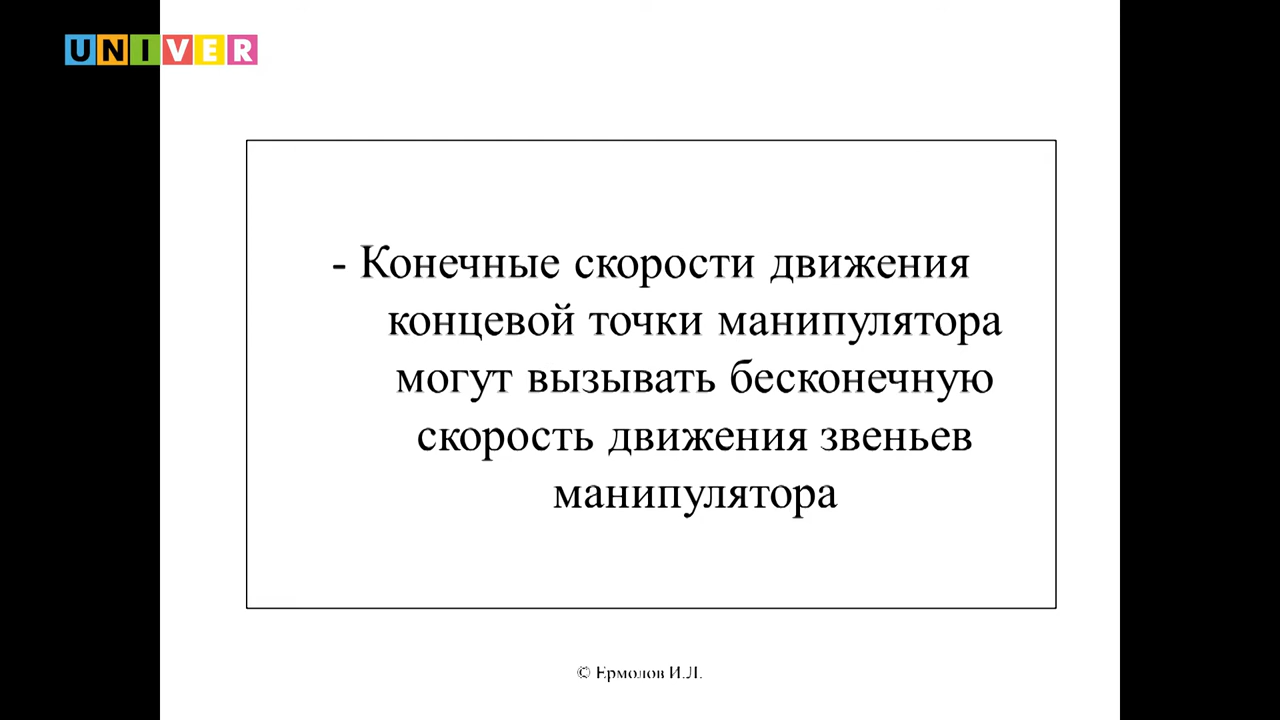 UNIVER
- Конечные скорости движения
концевой точки манипулятора
могут вызывать бесконечную
скорость движения звеньев
манипулятора
© Ермолов И.Л.